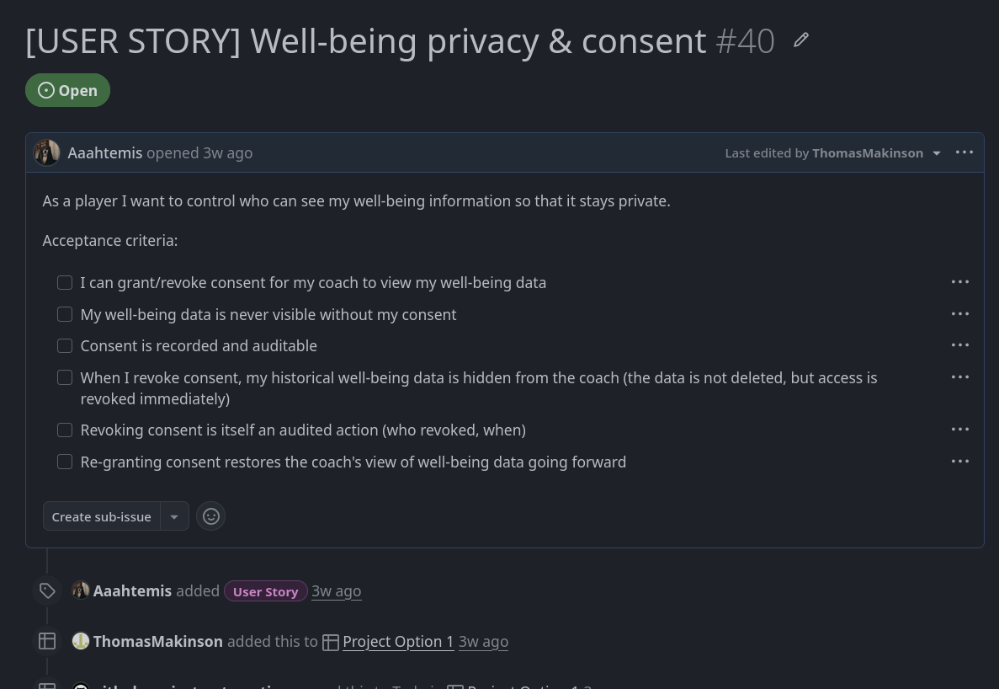 [USER STORY] Well-being privacy & consent #40
Open
Aaahtemis opened 3w ago
Last edited by ThomasMakinson
As a player I want to control who can see my well-being information so that it stays private.
Acceptance criteria:
I can grant/revoke consent for my coach to view my well-being data
My well-being data is never visible without my consent
Consent is recorded and auditable
When I revoke consent, my historical well-being data is hidden from the coach (the data is not deleted, but access is
revoked immediately)
Revoking consent is itself an audited action (who revoked, when)
Re-granting consent restores the coach's view of well-being data going forward
Create sub-issue
Aaahtemis added User Story 3w ago
ThomasMakinson added this to Project Option 1 3w ago